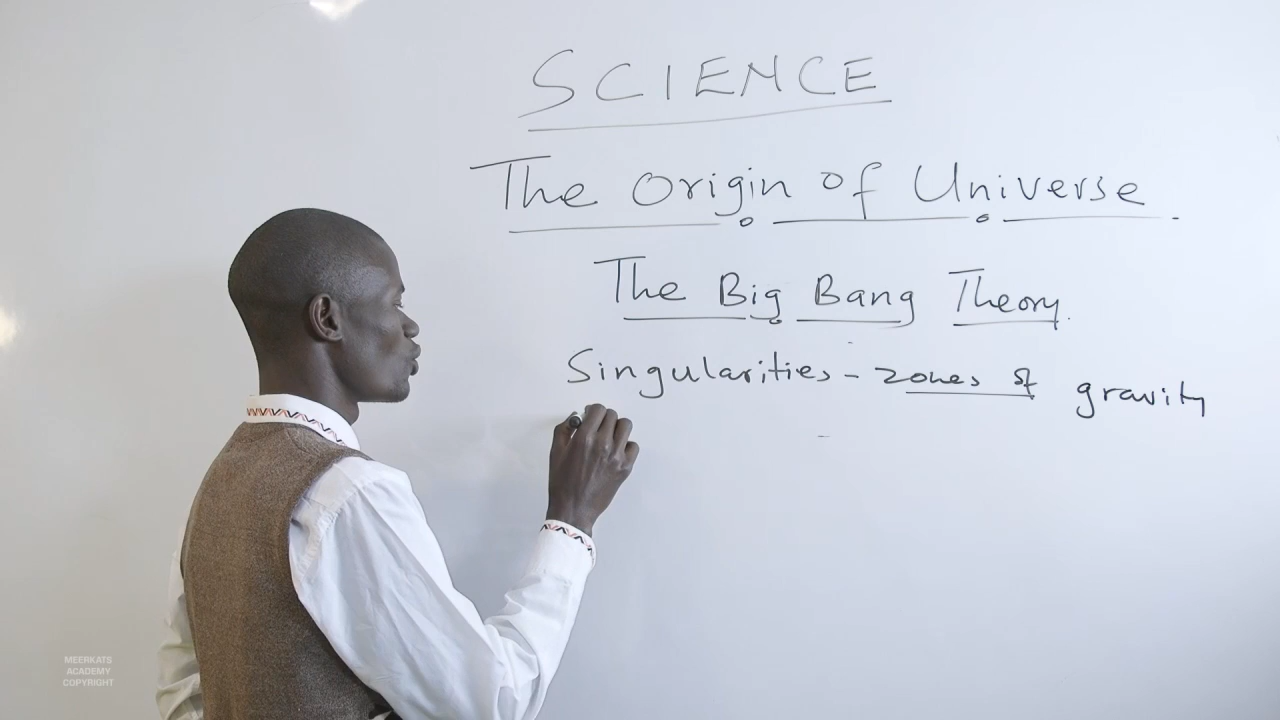 SCIENCE
The Origin of Universe.
The Big Bang Theory.
Singularities - zones of gravity
MEERKATS
ACADEMY
COPYRIGHT